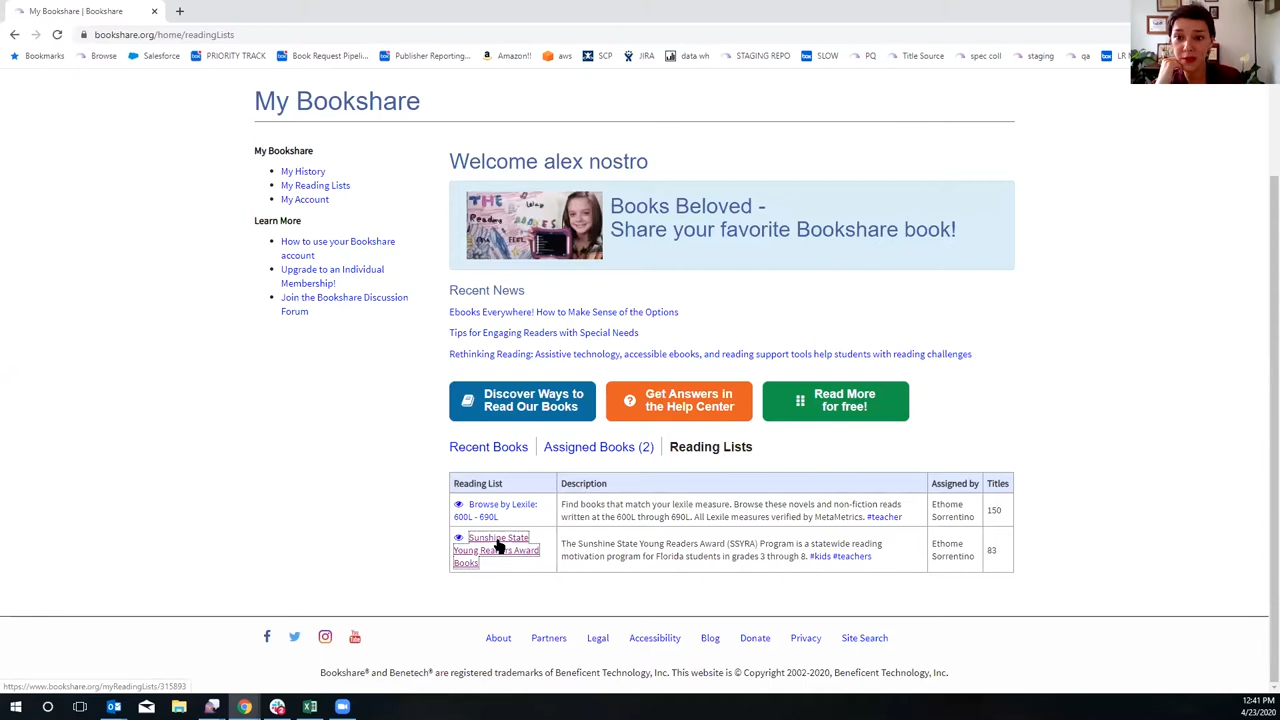 My Bookshare | Bookshare
bookshare.org/home/readingLists
Bookmarks Browse Salesforce PRIORITY TRACK Book Request Pipeli... Publisher Reporting... Amazon!! aws SCP JIRA data wh STAGING REPO SLOW PQ Title Source spec coll staging qa LR M
My Bookshare
My Bookshare
My History
My Reading Lists
My Account
Learn More
How to use your Bookshare
account
Upgrade to an Individual
Membership!
Join the Bookshare Discussion
Forum
Welcome alex nostro
Books Beloved -
Share your favorite Bookshare book!
Recent News
Ebooks Everywhere! How to Make Sense of the Options
Tips for Engaging Readers with Special Needs
Rethinking Reading: Assistive technology, accessible ebooks, and reading support tools help students with reading challenges
Discover Ways to
Read Our Books
Get Answers in
the Help Center
Read More
for free!
Recent Books Assigned Books (2) Reading Lists
Reading List Description Assigned by Titles
Browse by Lexile:
600L - 690L
Find books that match your lexile measure. Browse these novels and non-fiction reads
written at the 600L through 690L. All Lexile measures verified by MetaMetrics. #teacher
Ethome
Sorrentino
150
Sunshine State
Young Readers Award
Books
The Sunshine State Young Readers Award (SSYRA) Program is a statewide reading
motivation program for Florida students in grades 3 through 8. #kids #teachers
Ethome
Sorrentino
83
About Partners Legal Accessibility Blog Donate Privacy Site Search
Bookshare® and Benetech® are registered trademarks of Beneficent Technology, Inc. This website is © Copyright 2002-2020, Beneficent Technology, Inc.
https://www.bookshare.org/myReadingLists/315893
12:41 PM
4/23/2020